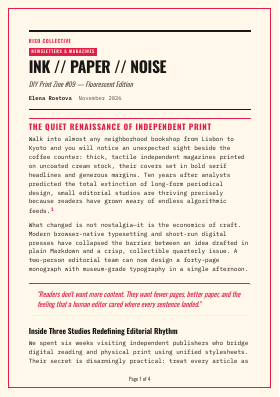 RISO COLLECTIVE
NEWSLETTERS & MAGAZINES
INK // PAPER // NOISE
DIY Print Zine #09 — Fluorescent Edition
Elena Rostova November 2026
THE QUIET RENAISSANCE OF INDEPENDENT PRINT
Walk into almost any neighborhood bookshop from Lisbon to
Kyoto and you will notice an unexpected sight beside the
coffee counter: thick, tactile independent magazines printed
on uncoated cream stock, their covers set in bold serif
headlines and generous margins. Ten years after analysts
predicted the total extinction of long-form periodical
design, small editorial studios are thriving precisely
because readers have grown weary of endless algorithmic
feeds.1
What changed is not nostalgia—it is the economics of craft.
Modern browser-native typesetting and short-run digital
presses have collapsed the barrier between an idea drafted in
plain Markdown and a crisp, collectible quarterly issue. A
two-person editorial team can now design a forty-page
monograph with museum-grade typography in a single afternoon.
"Readers don't want more content. They want fewer pages, better paper, and the
feeling that a human editor cared where every sentence landed."
Inside Three Studios Redefining Editorial Rhythm
We spent six weeks visiting independent publishers who bridge
digital reading and physical print using unified stylesheets.
Their secret is disarmingly practical: treat every article as
Page 1 of 4